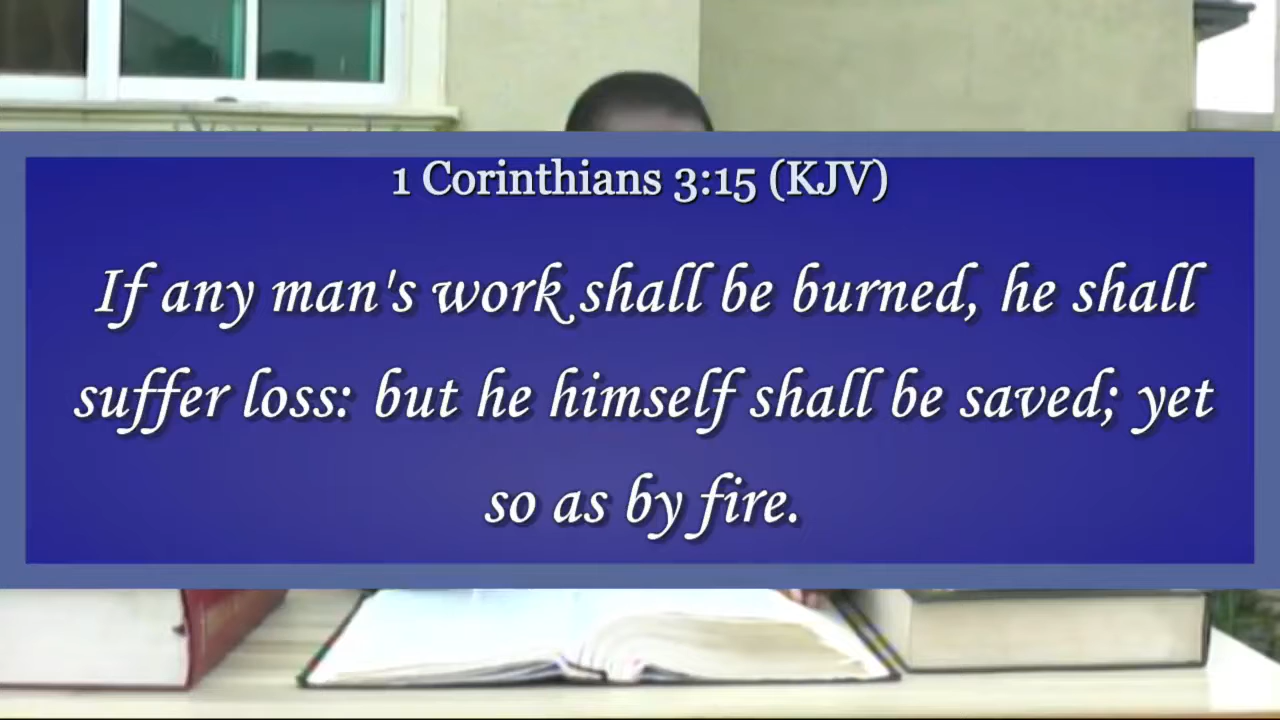 1 Corinthians 3:15 (KJV)
If any man's work shall be burned, he shall
suffer loss: but he himself shall be saved; yet
so as by fire.